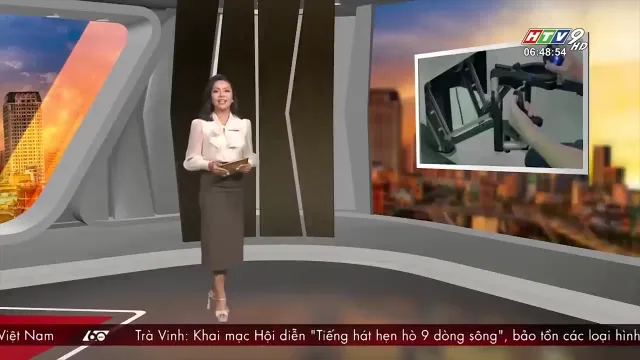 HTV9 HD
06:48:54
Việt Nam
60 Trà Vinh: Khai mạc Hội diễn "Tiếng hát hẹn hò 9 dòng sông", bảo tồn các loại hình